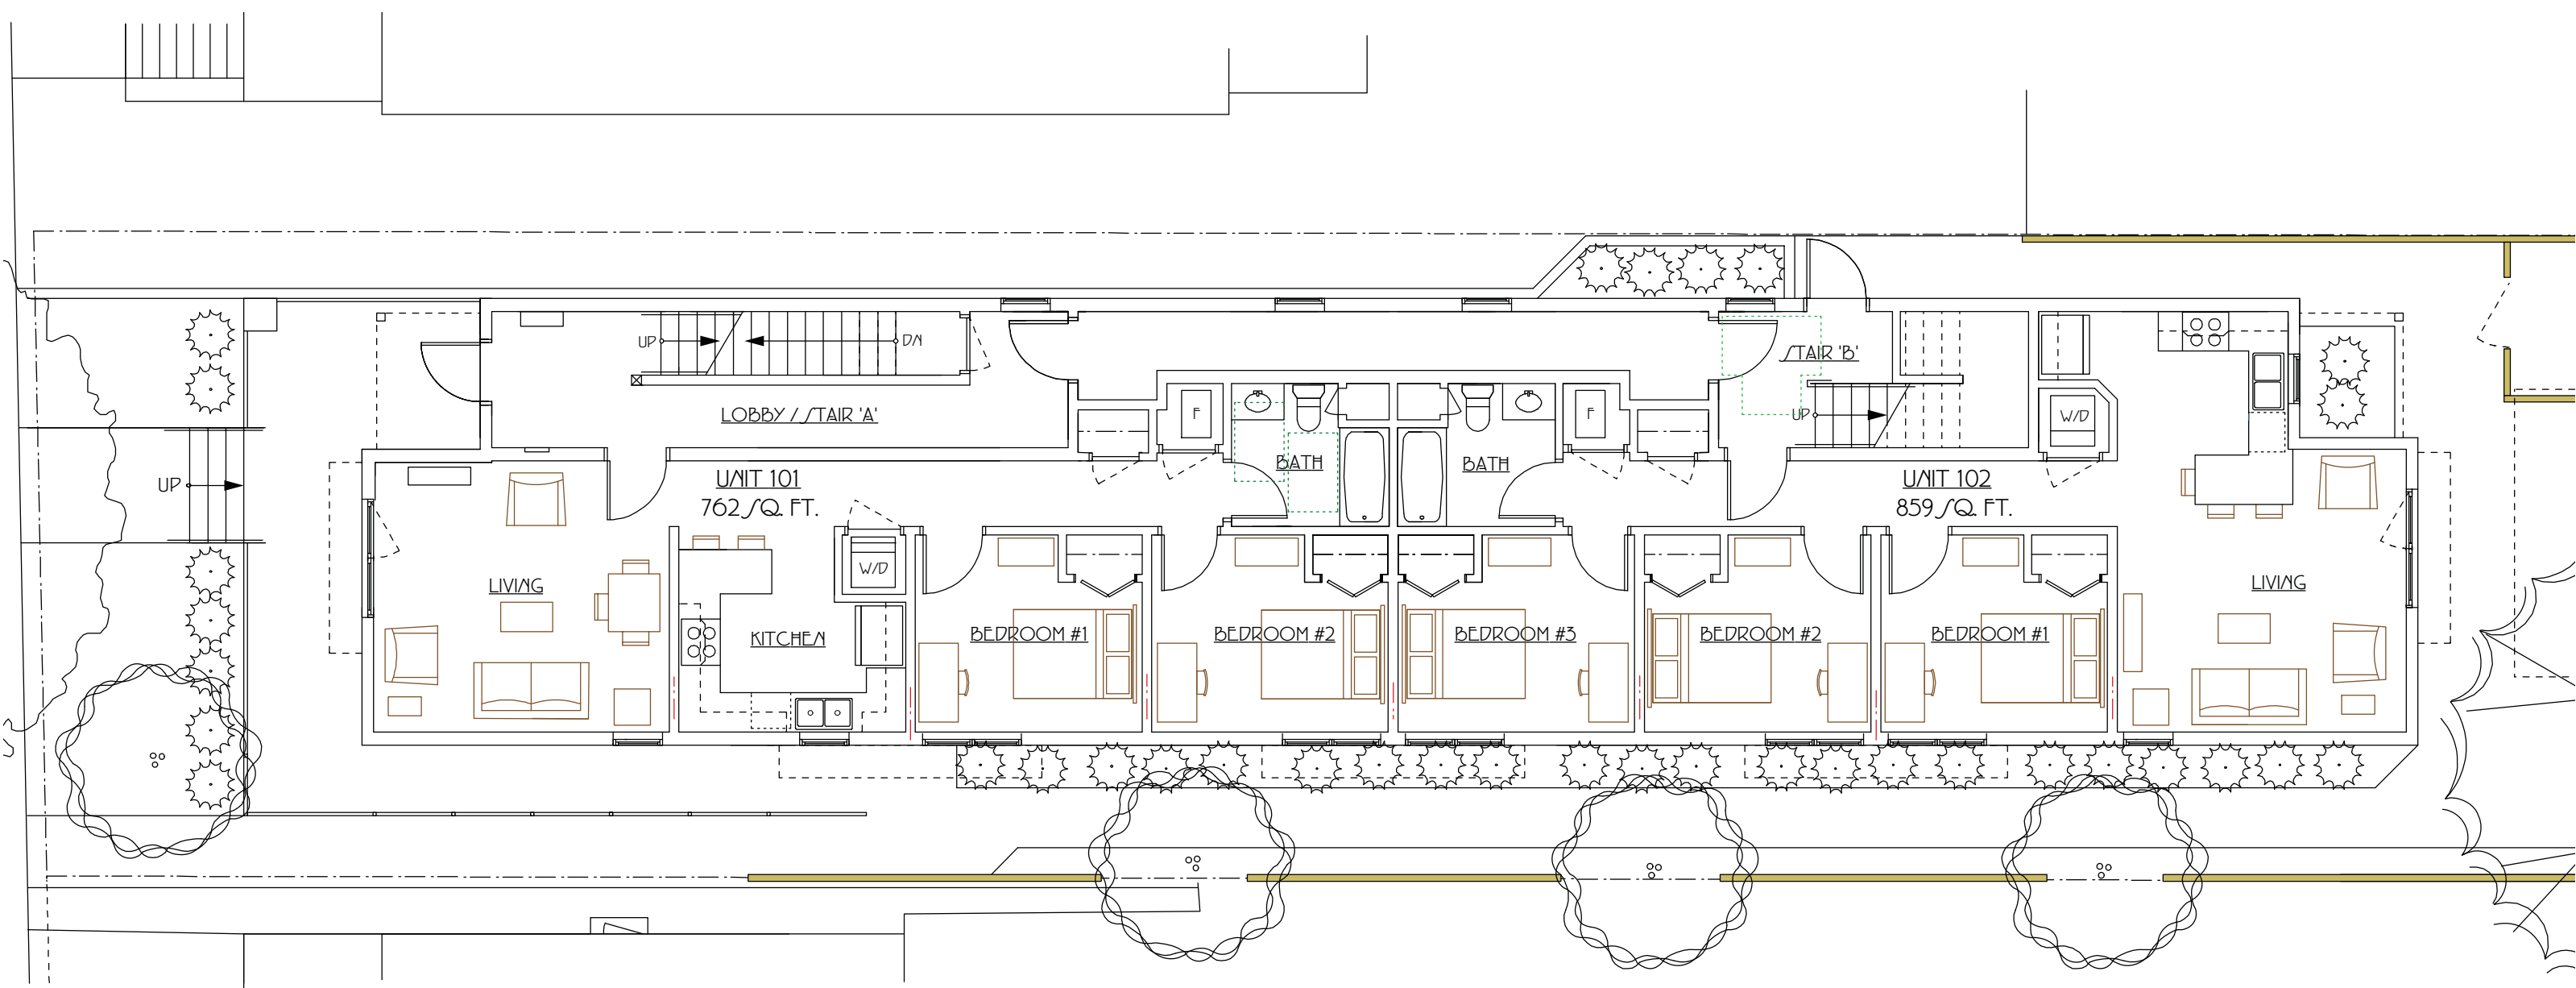 UP
DN
STAIR 'B'
LOBBY / STAIR 'A'
F
F
UP
W/D
BATH
BATH
UP
UNIT 101
762 SQ. FT.
UNIT 102
859 SQ. FT.
W/D
LIVING
LIVING
KITCHEN
BEDROOM #1
BEDROOM #2
BEDROOM #3
BEDROOM #2
BEDROOM #1